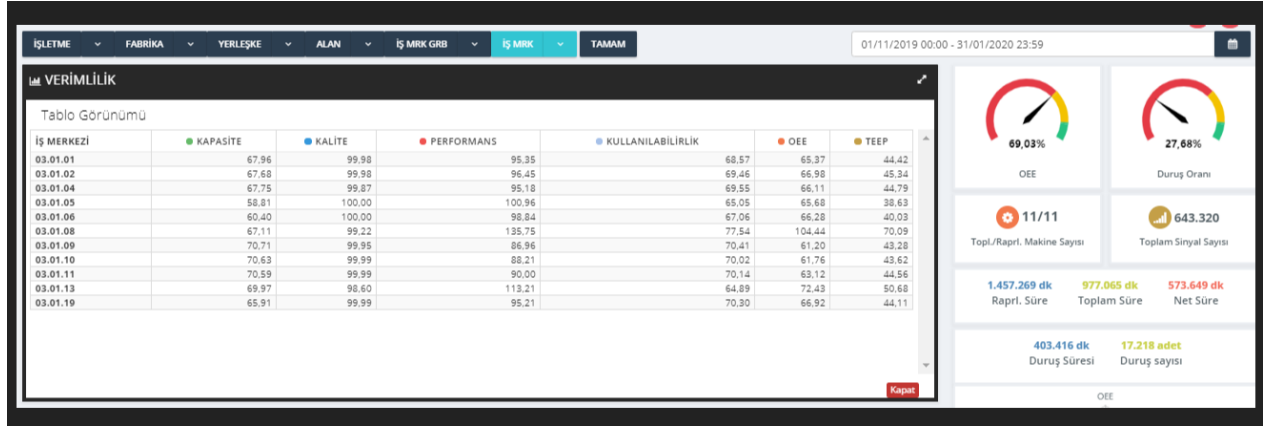 İŞLETME FABRİKA YERLEŞKE ALAN İŞ MRK GRB İŞ MRK TAMAM 01/11/2019 00:00 - 31/01/2020 23:59
VERİMLİLİK
Tablo Görünümü
İŞ MERKEZİ KAPASİTE KALİTE PERFORMANS KULLANILABİLİRLİK OEE TEEP
03.01.01 67,96 99,98 95,35 68,57 65,37 44,42
03.01.02 67,68 99,98 96,45 69,46 66,98 45,34
03.01.04 67,75 99,87 95,18 69,55 66,11 44,79
03.01.05 58,81 100,00 100,96 65,05 65,68 38,63
03.01.06 60,40 100,00 98,84 67,06 66,28 40,03
03.01.08 67,11 99,22 135,75 77,54 104,44 70,09
03.01.09 70,71 99,95 86,96 70,41 61,20 43,28
03.01.10 70,63 99,99 88,21 70,02 61,76 43,62
03.01.11 70,59 99,99 90,00 70,14 63,12 44,56
03.01.13 69,97 98,60 113,21 64,89 72,43 50,68
03.01.19 65,91 99,99 95,21 70,30 66,92 44,11
Kapat
69,03% 27,68%
OEE Duruş Oranı
11/11 643.320
Topl./Raprl. Makine Sayısı Toplam Sinyal Sayısı
1.457.269 dk 977.065 dk 573.649 dk
Raprl. Süre Toplam Süre Net Süre
403.416 dk 17.218 adet
Duruş Süresi Duruş sayısı
OEE